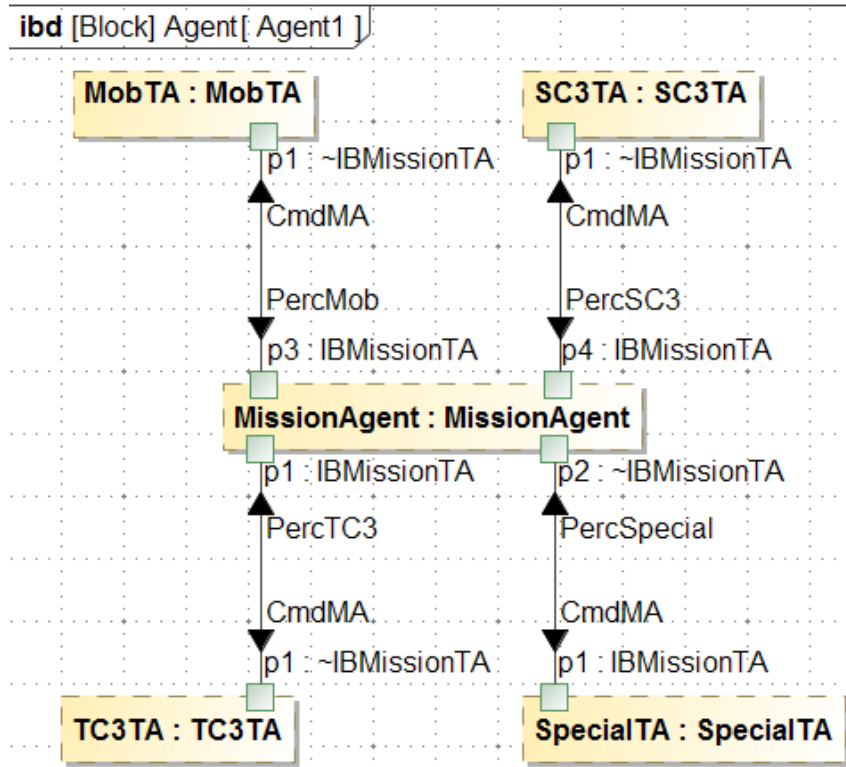 ibd [Block] Agent[ Agent1 ]
MobTA : MobTA
SC3TA : SC3TA
p1 : ~IBMissionTA
p1 : ~IBMissionTA
CmdMA
CmdMA
PercMob
PercSC3
p3 : IBMissionTA
p4 : IBMissionTA
MissionAgent : MissionAgent
p1 : IBMissionTA
p2 : ~IBMissionTA
PercTC3
PercSpecial
CmdMA
CmdMA
p1 : ~IBMissionTA
p1 : IBMissionTA
TC3TA : TC3TA
SpecialTA : SpecialTA